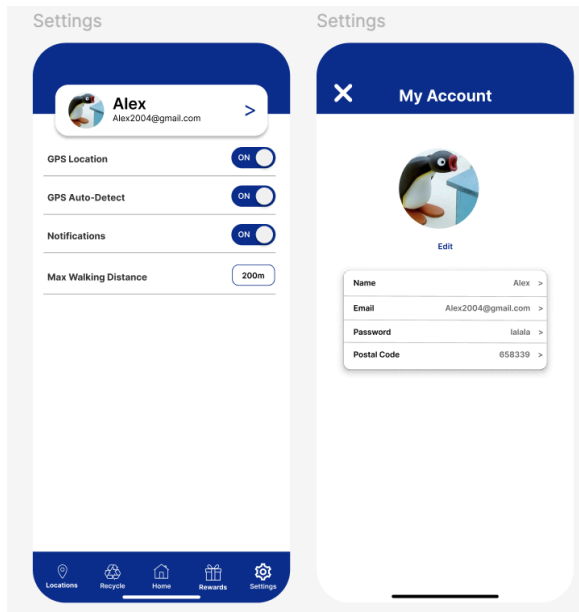 Settings
Alex
Alex2004@gmail.com
>
GPS Location
ON
GPS Auto-Detect
ON
Notifications
ON
Max Walking Distance
200m
Locations
Recycle
Home
Rewards
Settings
Settings
My Account
Edit
Name Alex >
Email Alex2004@gmail.com >
Password lalala >
Postal Code 658339 >